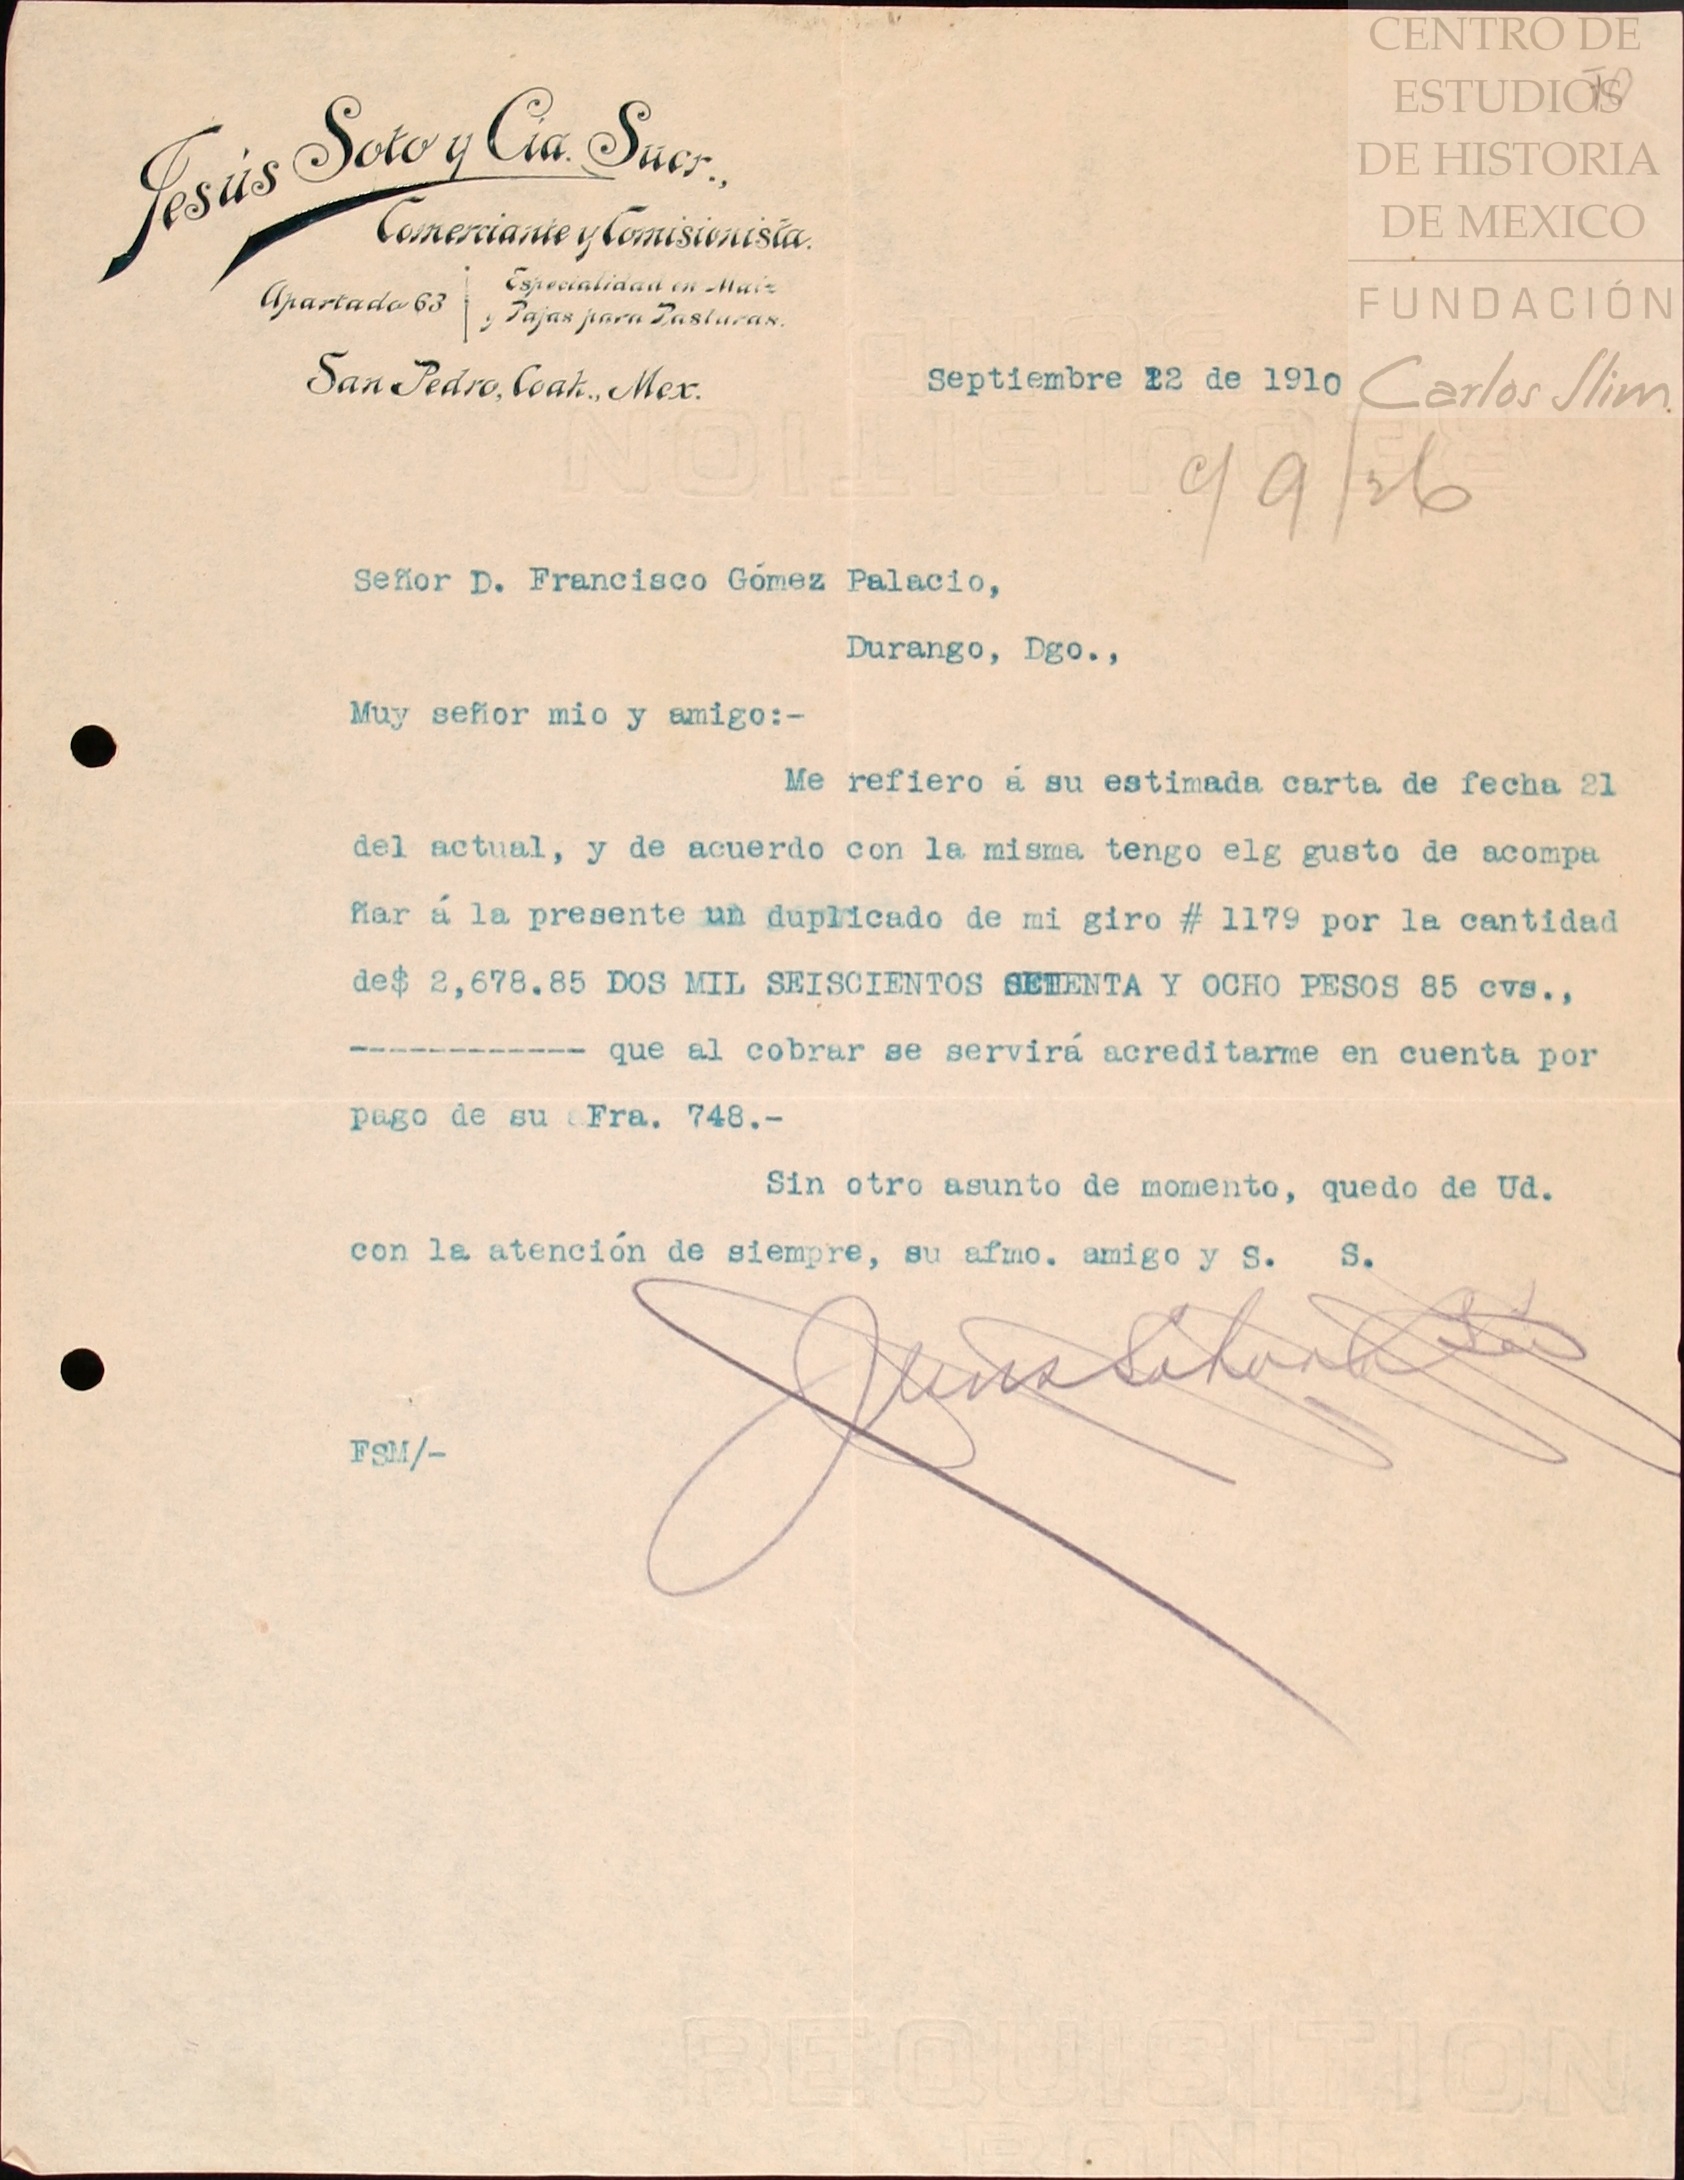 CENTRO DE
ESTUDIOS
DE HISTORIA
DE MEXICO
FUNDACIÓN
Carlos Slim.
Jesús Soto y Cia. Sucr.,
Comerciante y Comisionista.
Apartado 63
Especialidad en Maiz
y Pajas para Pasturas.
San Pedro, Coah., Mex.
Septiembre 22 de 1910
9/26
Señor D. Francisco Gómez Palacio,
Durango, Dgo.,
Muy señor mio y amigo:-
Me refiero á su estimada carta de fecha 21
del actual, y de acuerdo con la misma tengo elg gusto de acompa
ñar á la presente un duplicado de mi giro # 1179 por la cantidad
de$ 2,678.85 DOS MIL SEISCIENTOS SETENTA Y OCHO PESOS 85 cvs.,
------------ que al cobrar se servirá acreditarme en cuenta por
pago de su Fra. 748.-
Sin otro asunto de momento, quedo de Ud.
con la atención de siempre, su afmo. amigo y S. S.
FSM/-
REQUISITION
BOND